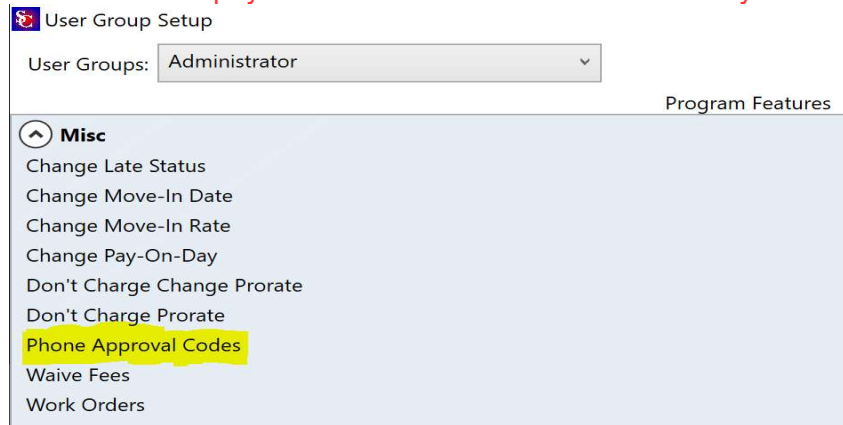 User Group Setup
User Groups: Administrator
Program Features
Misc
Change Late Status
Change Move-In Date
Change Move-In Rate
Change Pay-On-Day
Don't Charge Change Prorate
Don't Charge Prorate
Phone Approval Codes
Waive Fees
Work Orders